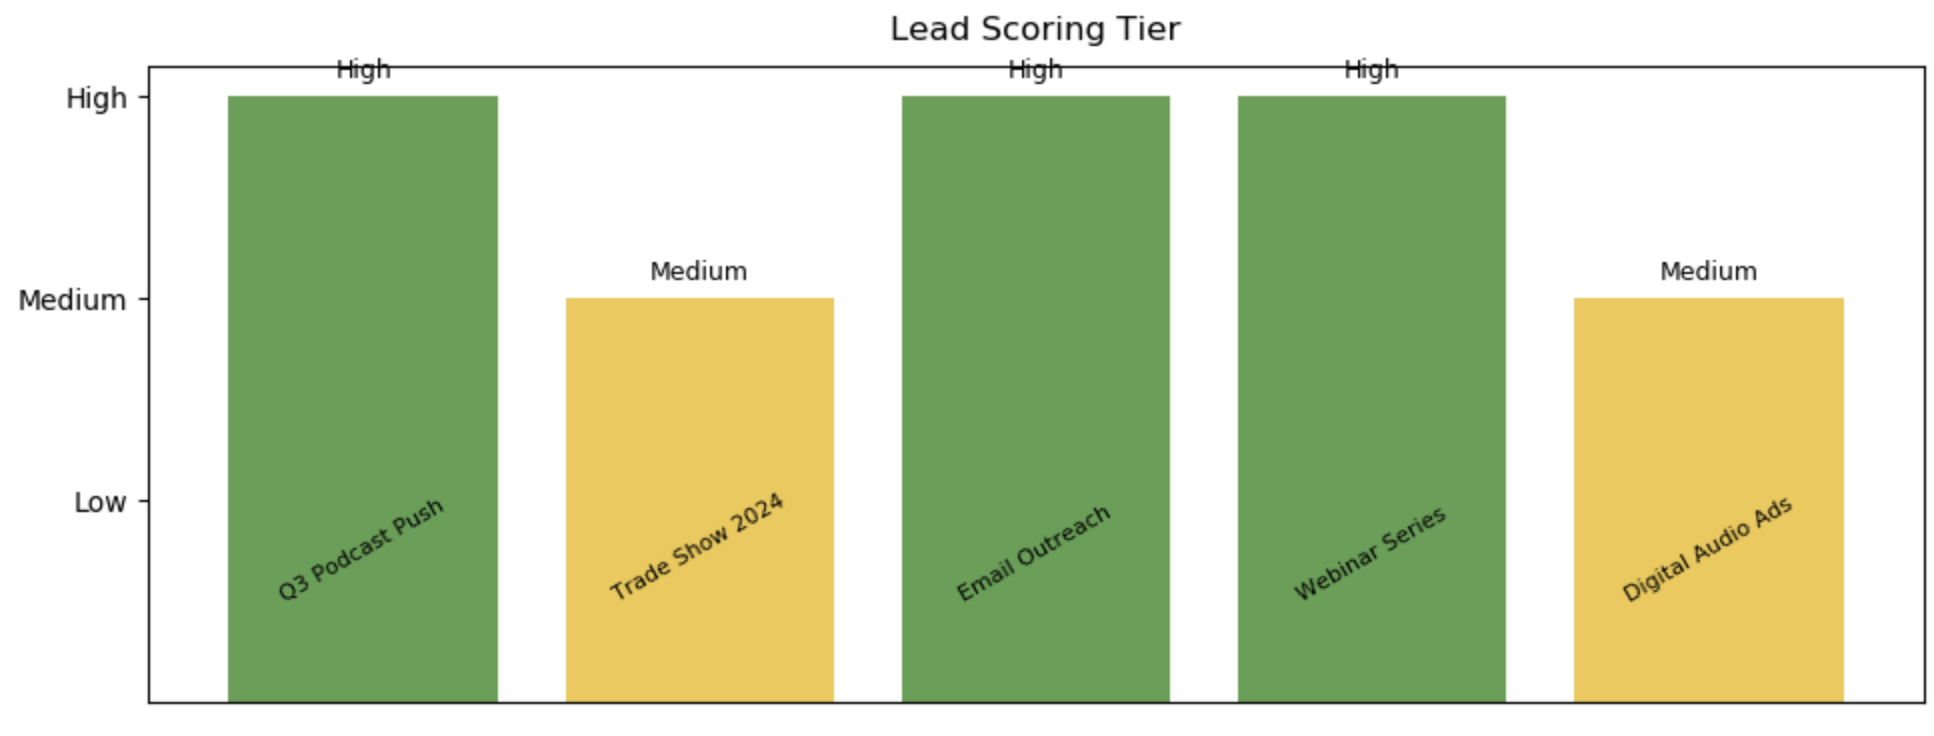 Lead Scoring Tier
High
High
High
High
Medium
Medium
Medium
Low
Q3 Podcast Push
Trade Show 2024
Email Outreach
Webinar Series
Digital Audio Ads